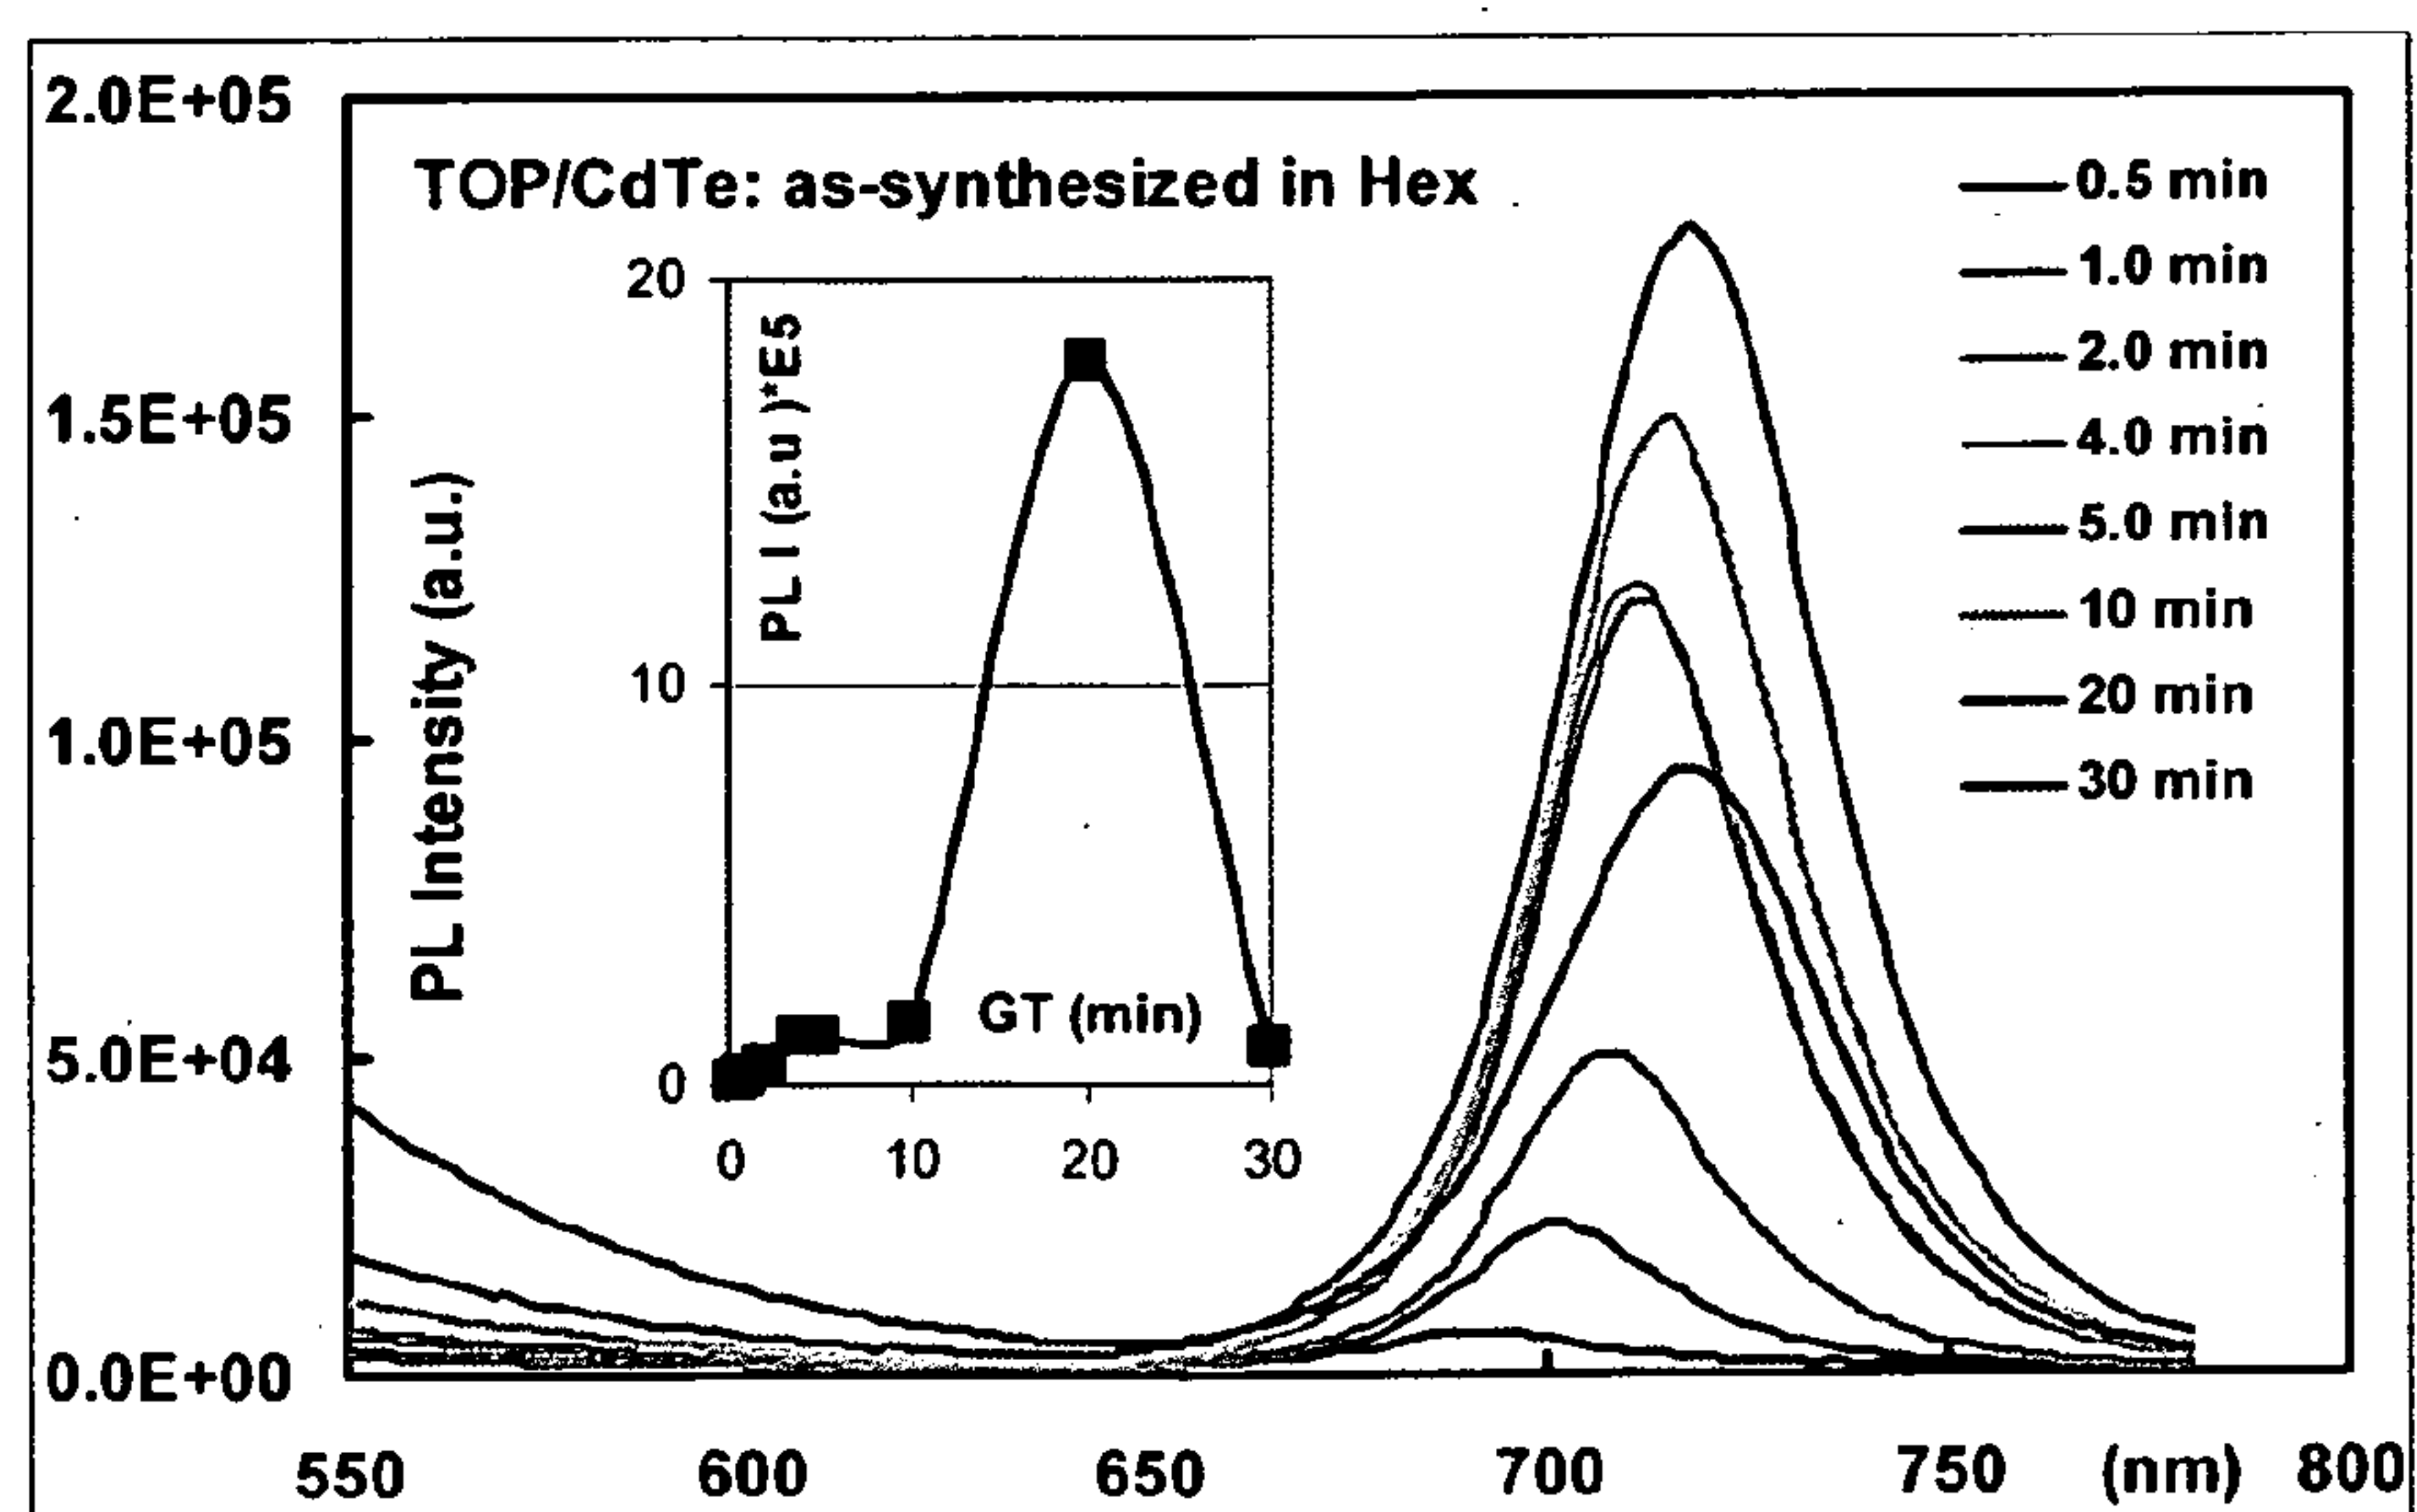 2.0E+05
1.5E+05
1.0E+05
5.0E+04
0.0E+00
PL Intensity (a.u.)
TOP/CdTe: as-synthesized in Hex
20
10
0
PL I (a.u )*E5
GT (min)
0 10 20 30
0.5 min
1.0 min
2.0 min
4.0 min
5.0 min
10 min
20 min
30 min
550 600 650 700 750 (nm) 800